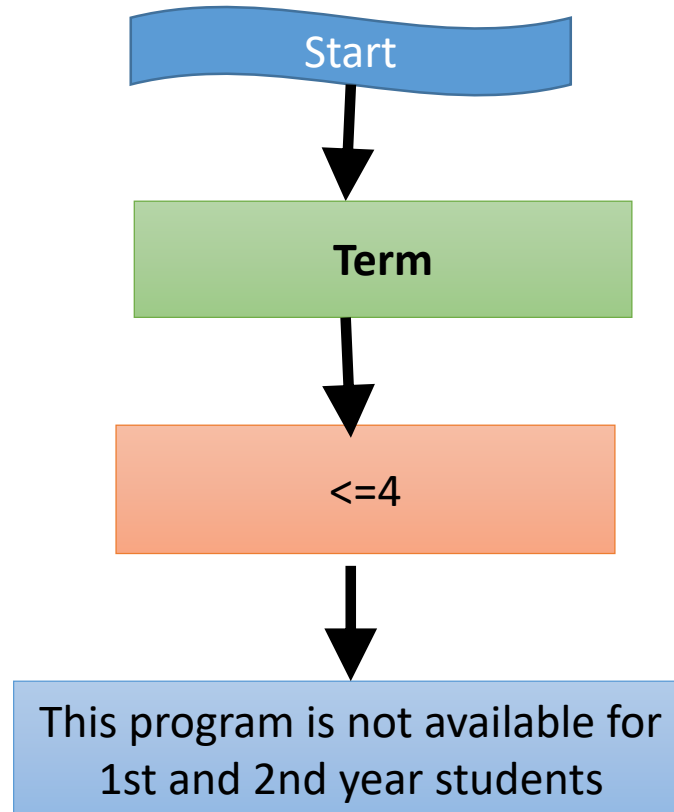 Start
Term
<=4
This program is not available for
1st and 2nd year students